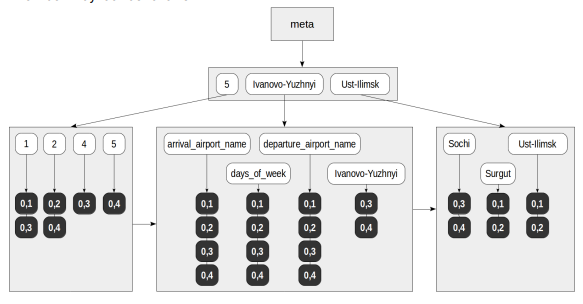 meta
5 Ivanovo-Yuzhnyi Ust-Ilimsk
1 2 4 5
arrival_airport_name departure_airport_name
days_of_week Ivanovo-Yuzhnyi
Sochi Ust-Ilimsk
Surgut
0,1 0,2 0,3 0,4
0,3 0,4
0,1 0,1 0,1 0,3
0,2 0,2 0,2 0,4
0,3 0,3 0,3
0,4 0,4 0,4
0,3 0,1 0,1
0,4 0,2 0,2